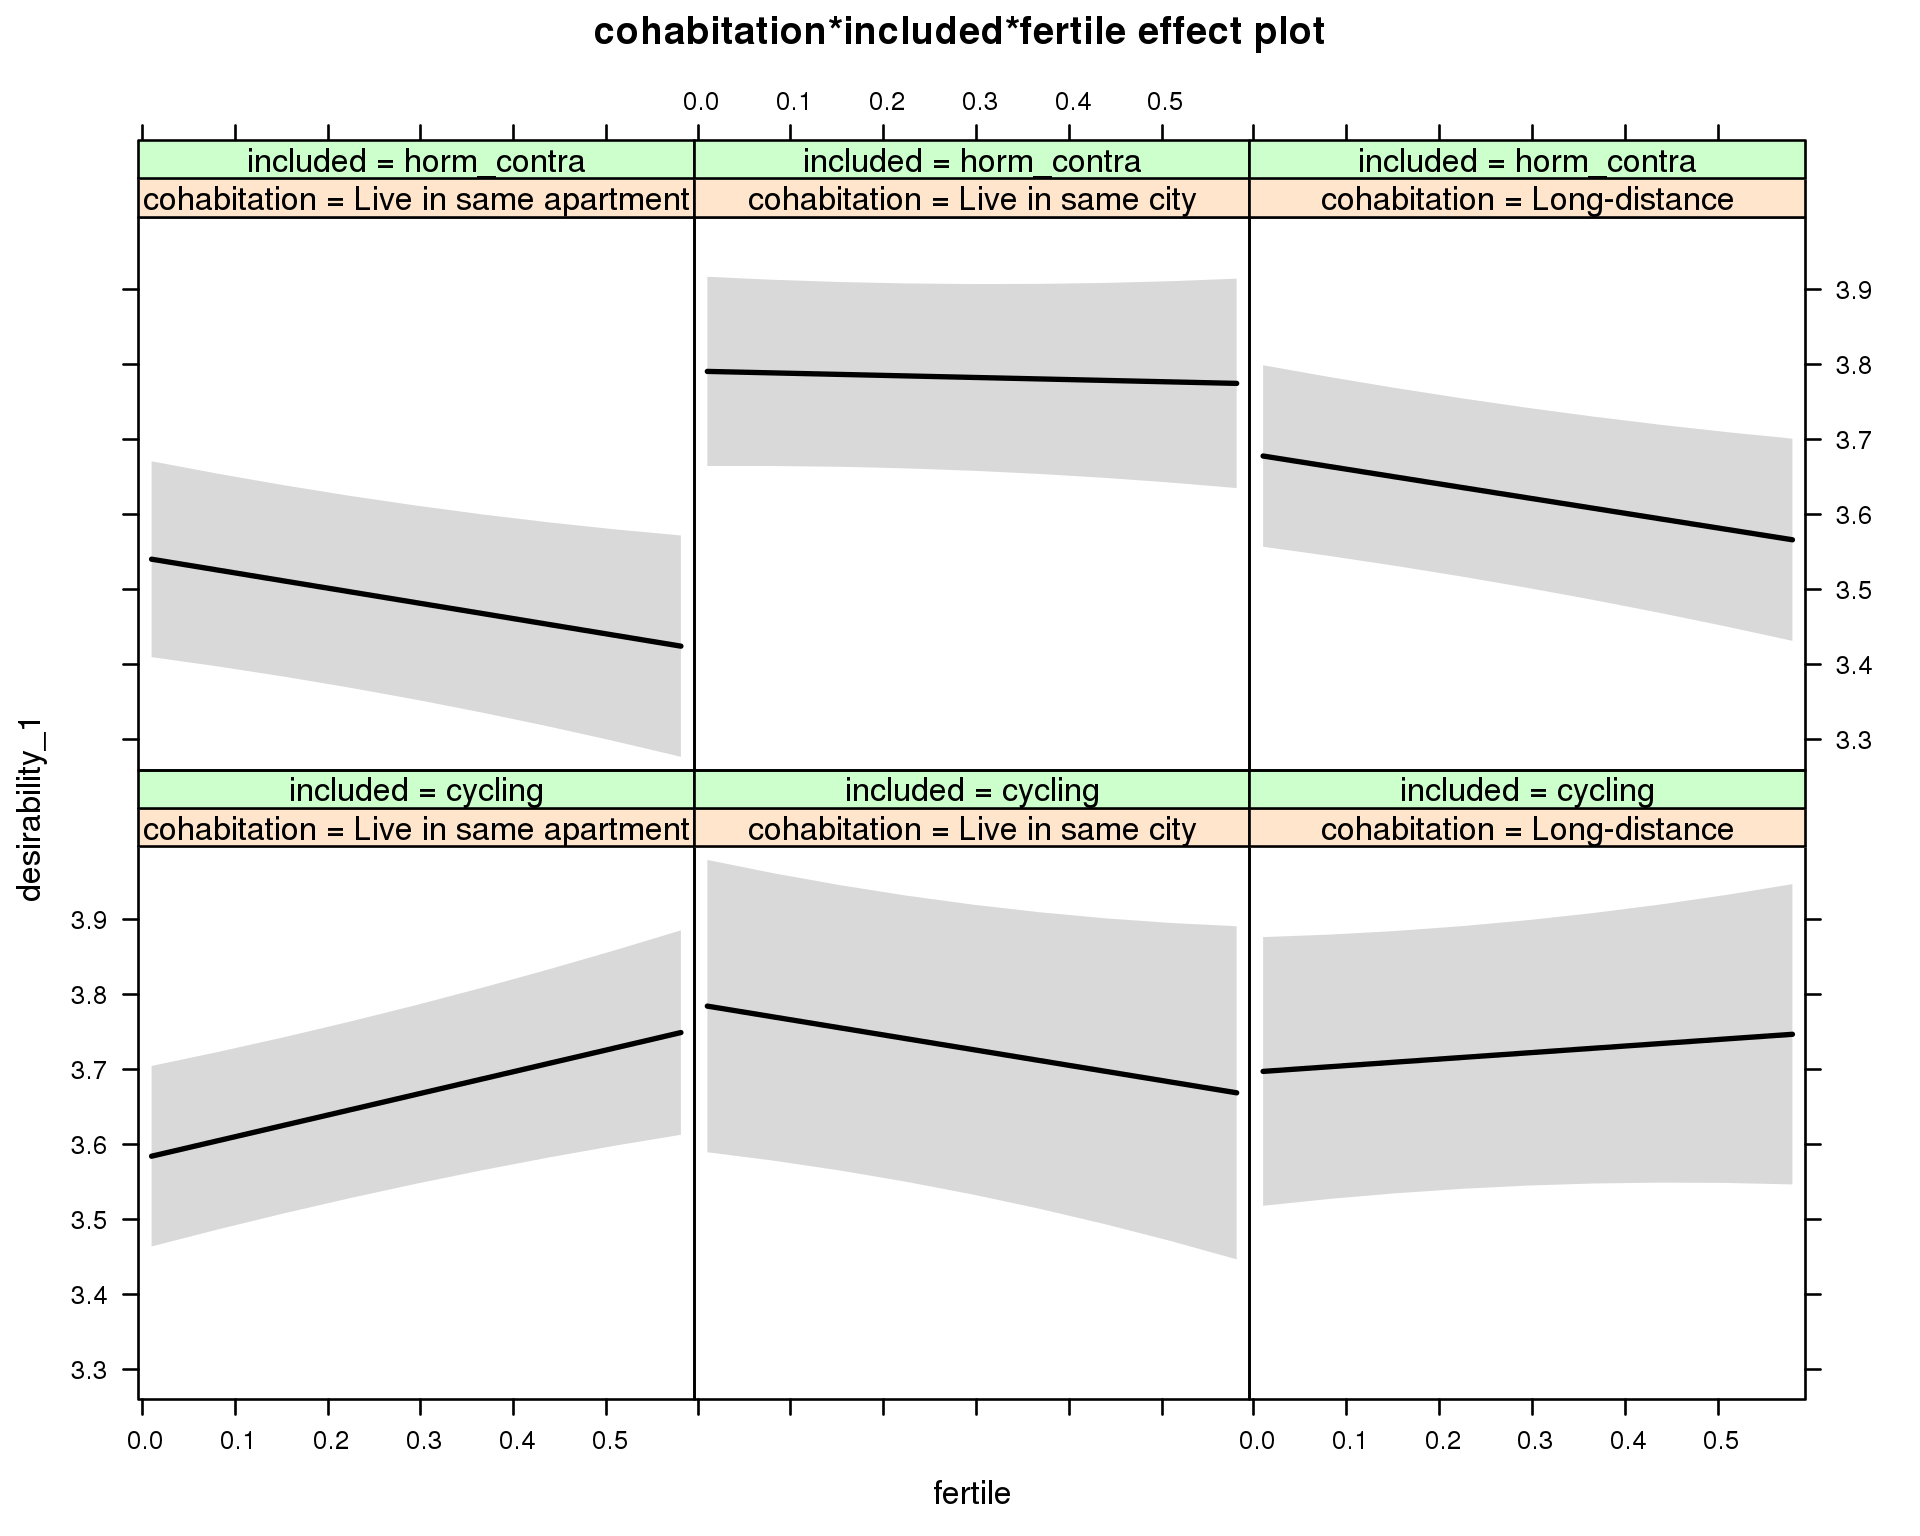 cohabitation*included*fertile effect plot
0.0 0.1 0.2 0.3 0.4 0.5
included = horm_contra included = horm_contra included = horm_contra
cohabitation = Live in same apartment cohabitation = Live in same city cohabitation = Long-distance
3.9
3.8
3.7
3.6
3.5
3.4
3.3
included = cycling included = cycling included = cycling
cohabitation = Live in same apartment cohabitation = Live in same city cohabitation = Long-distance
desirability_1
3.9
3.8
3.7
3.6
3.5
3.4
3.3
0.0 0.1 0.2 0.3 0.4 0.5 0.0 0.1 0.2 0.3 0.4 0.5
fertile